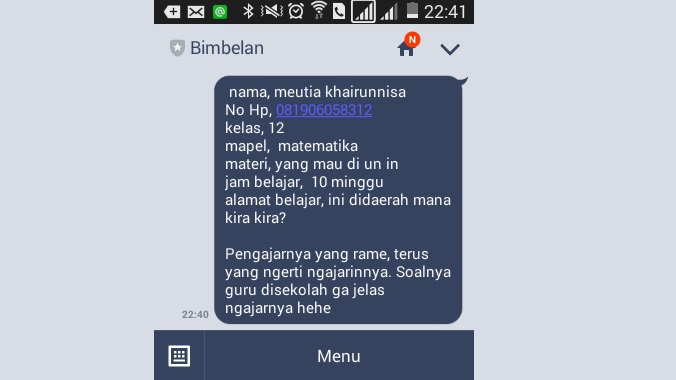 22:41
Bimbelan
N
nama, meutia khairunnisa
No Hp, 081906058312
kelas, 12
mapel,  matematika
materi, yang mau di un in
jam belajar,  10 minggu
alamat belajar, ini didaerah mana
kira kira?
Pengajarnya yang rame, terus
yang ngerti ngajarinnya. Soalnya
guru disekolah ga jelas
ngajarnya hehe
22:40
Menu